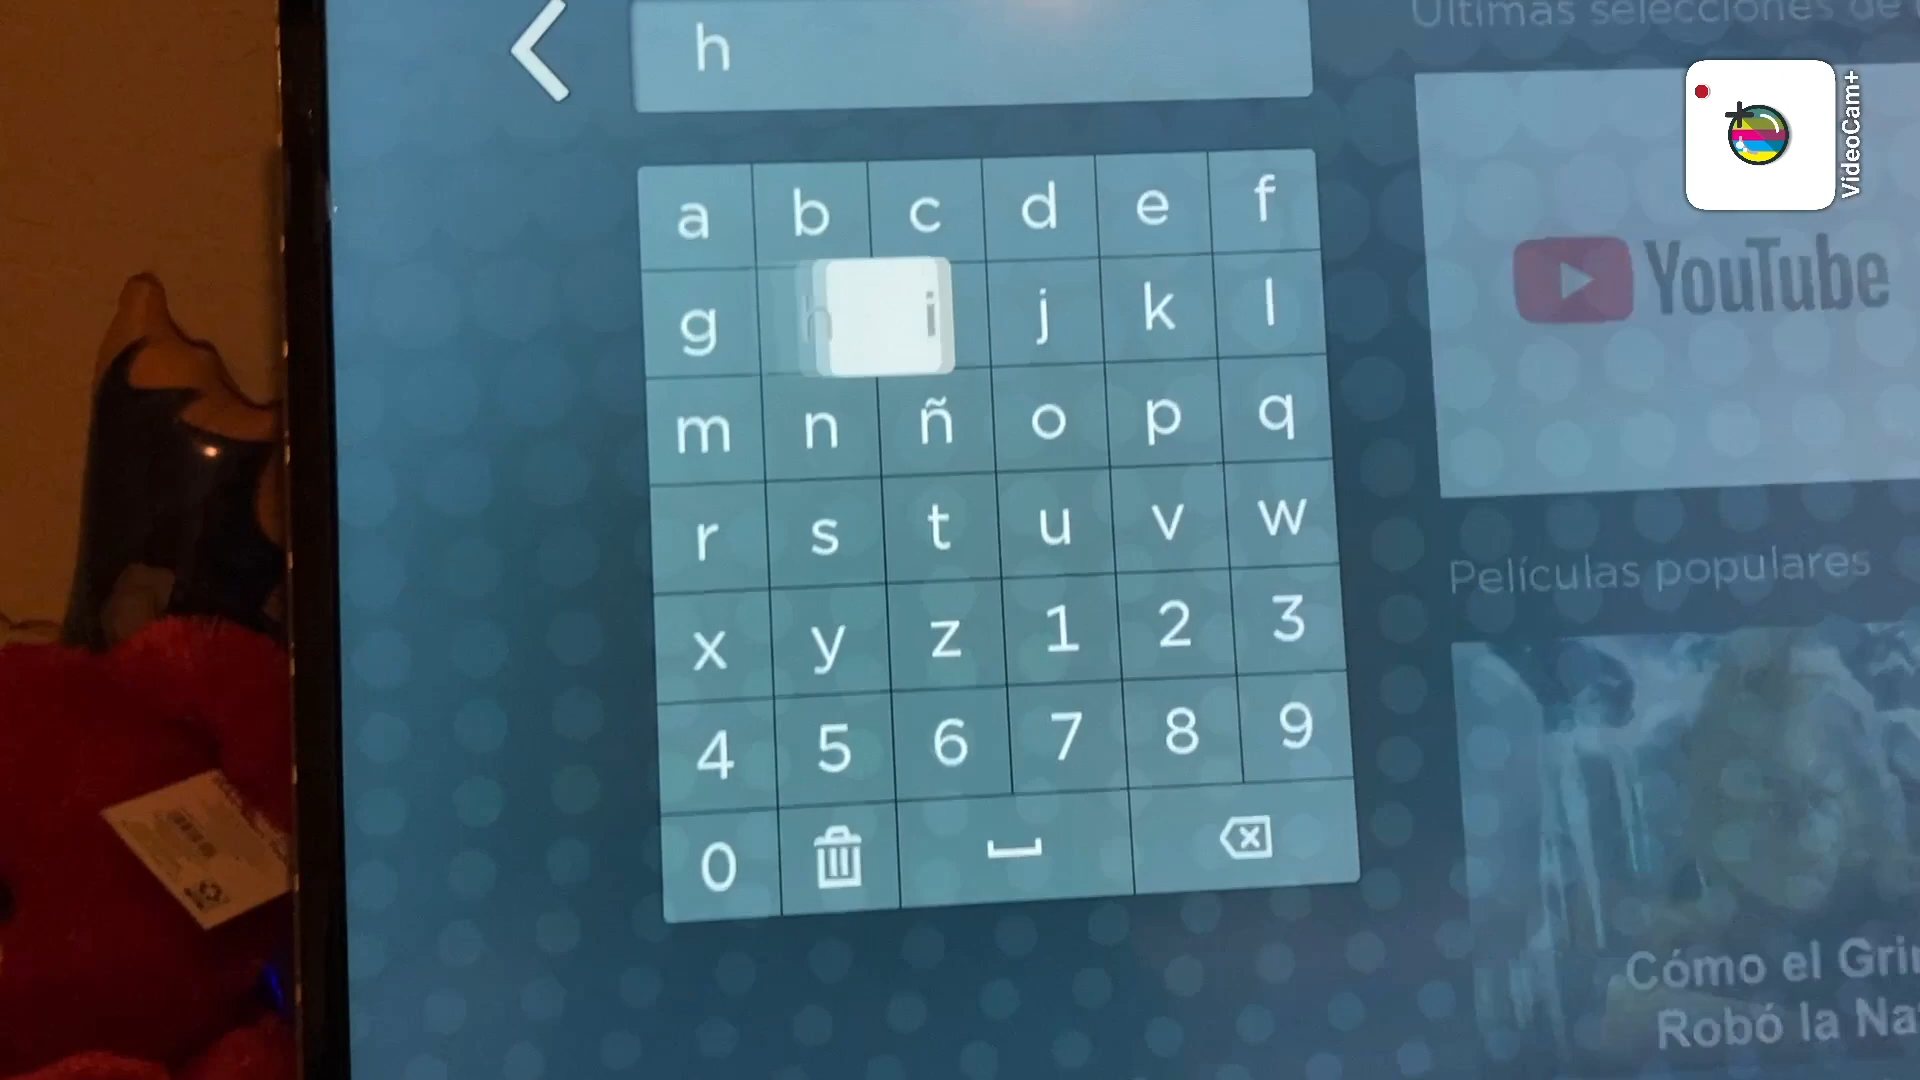 Últimas selecciones de
h
VideoCam+
a b c d e f
g h i j k l
YouTube
m n ñ o p q
r s t u v w
Películas populares
x y z 1 2 3
4 5 6 7 8 9
0
Cómo el Grin
Robó la Na